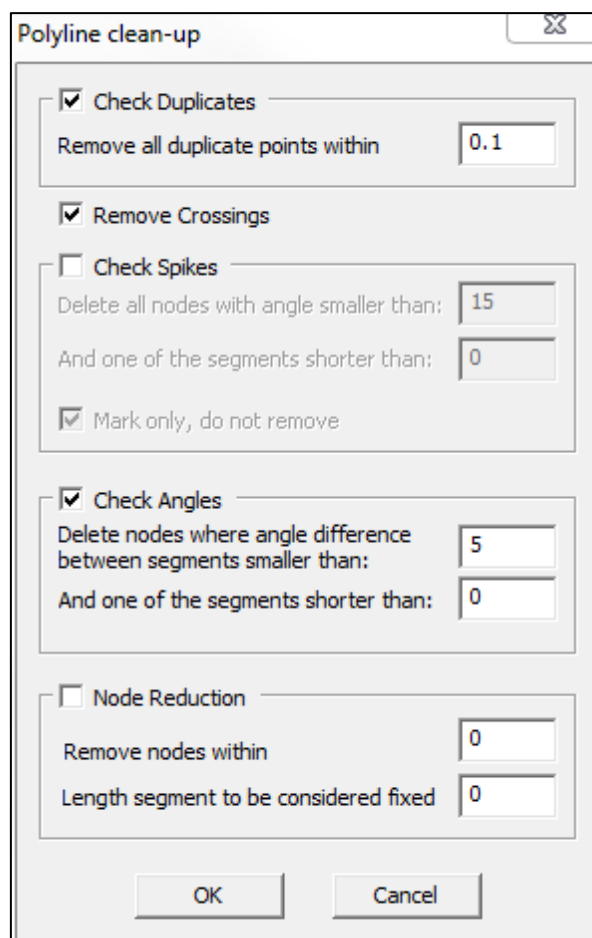 Polyline clean-up
Check Duplicates
Remove all duplicate points within 0.1
Remove Crossings
Check Spikes
Delete all nodes with angle smaller than: 15
And one of the segments shorter than: 0
Mark only, do not remove
Check Angles
Delete nodes where angle difference
between segments smaller than: 5
And one of the segments shorter than: 0
Node Reduction
Remove nodes within 0
Length segment to be considered fixed 0
OK Cancel